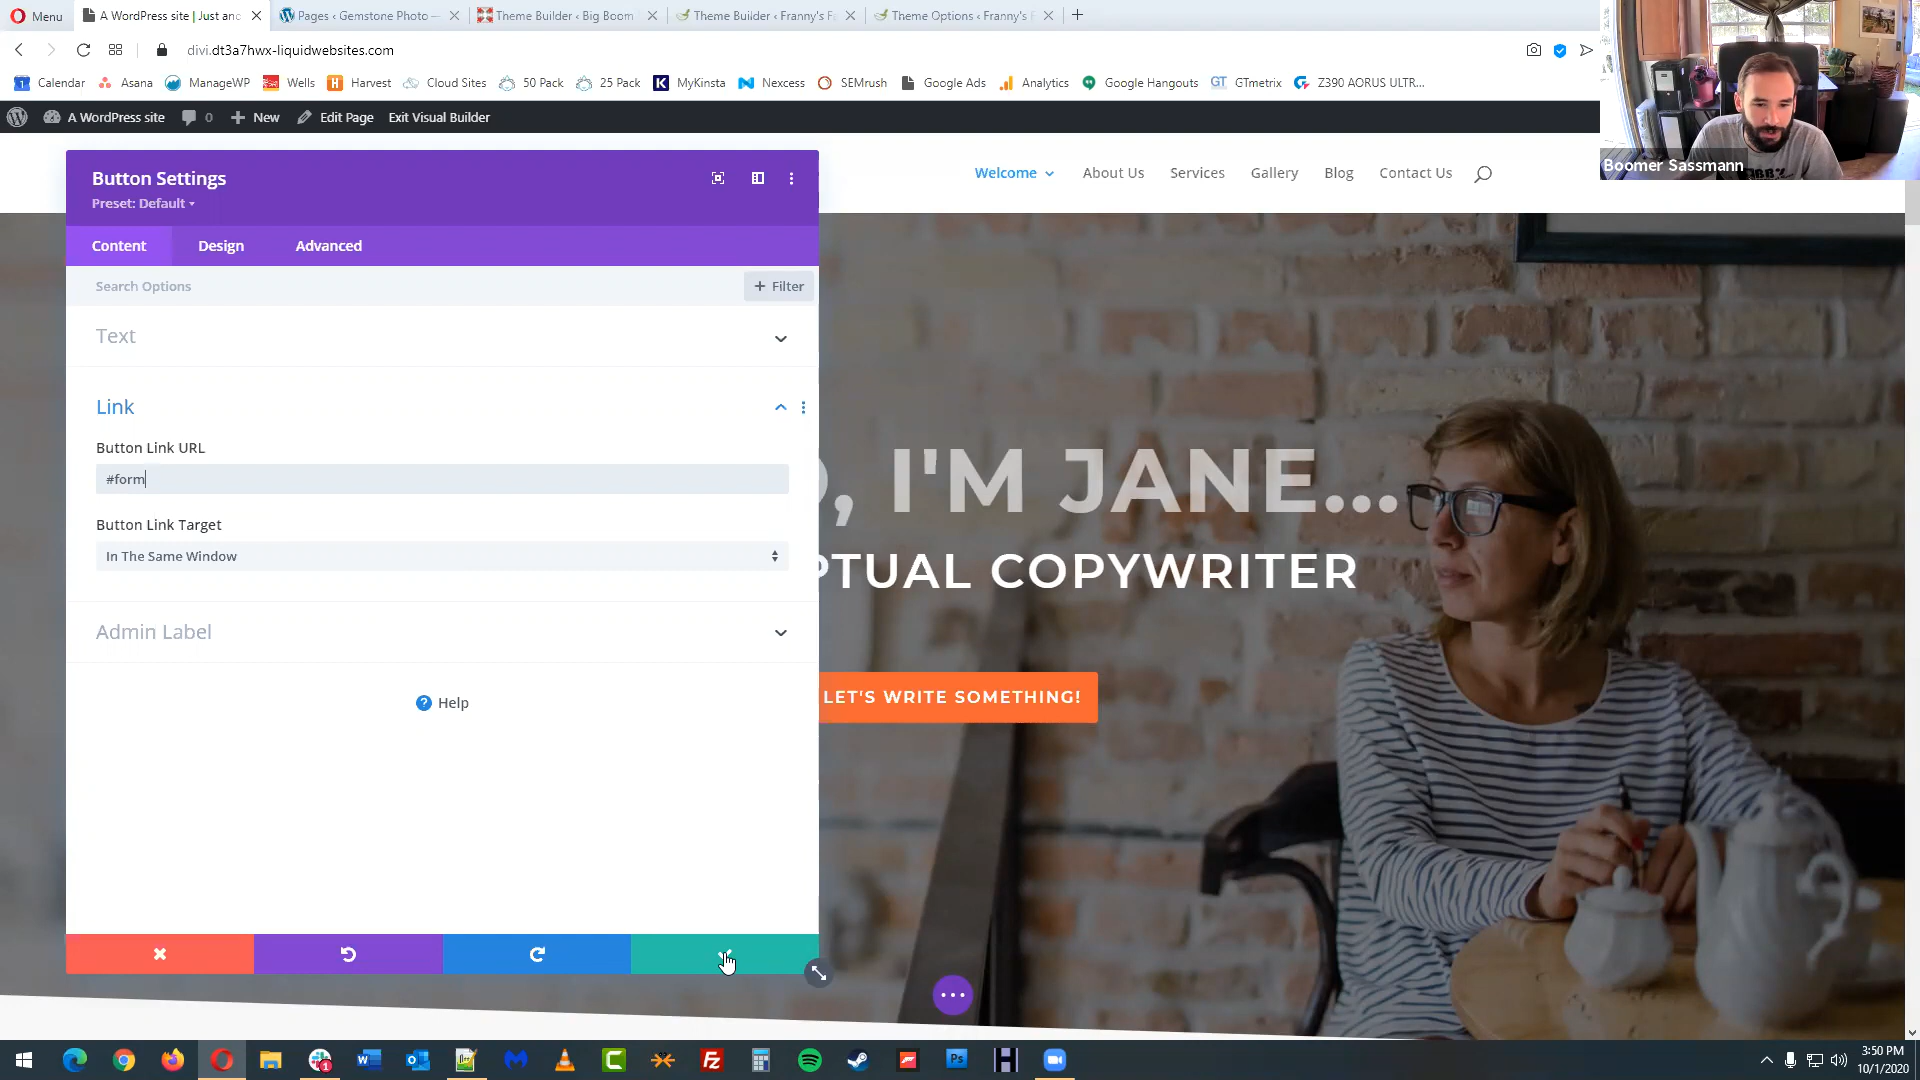 Menu
A WordPress site | Just and
Pages ‹ Gemstone Photo —
Theme Builder ‹ Big Boom
Theme Builder ‹ Franny's F
Theme Options ‹ Franny's F
divi.dt3a7hwx-liquidwebsites.com
Calendar
Asana
ManageWP
Wells
Harvest
Cloud Sites
50 Pack
25 Pack
MyKinsta
Nexcess
SEMrush
Google Ads
Analytics
Google Hangouts
GTmetrix
Z390 AORUS ULTR...
A WordPress site
0
New
Edit Page
Exit Visual Builder
Boomer Sassmann
Button Settings
Preset: Default
Content
Design
Advanced
Search Options
+ Filter
Text
Link
Button Link URL
#form
Button Link Target
In The Same Window
Admin Label
Help
Welcome
About Us
Services
Gallery
Blog
Contact Us
, I'M JANE...
PTUAL COPYWRITER
LET'S WRITE SOMETHING!
3:50 PM
10/1/2020